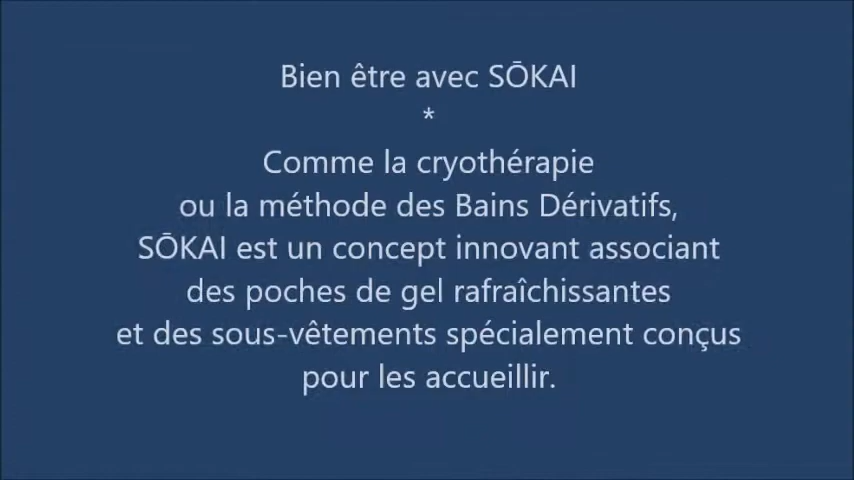 Bien être avec SŌKAI
*
Comme la cryothérapie
ou la méthode des Bains Dérivatifs,
SŌKAI est un concept innovant associant
des poches de gel rafraîchissantes
et des sous-vêtements spécialement conçus
pour les accueillir.